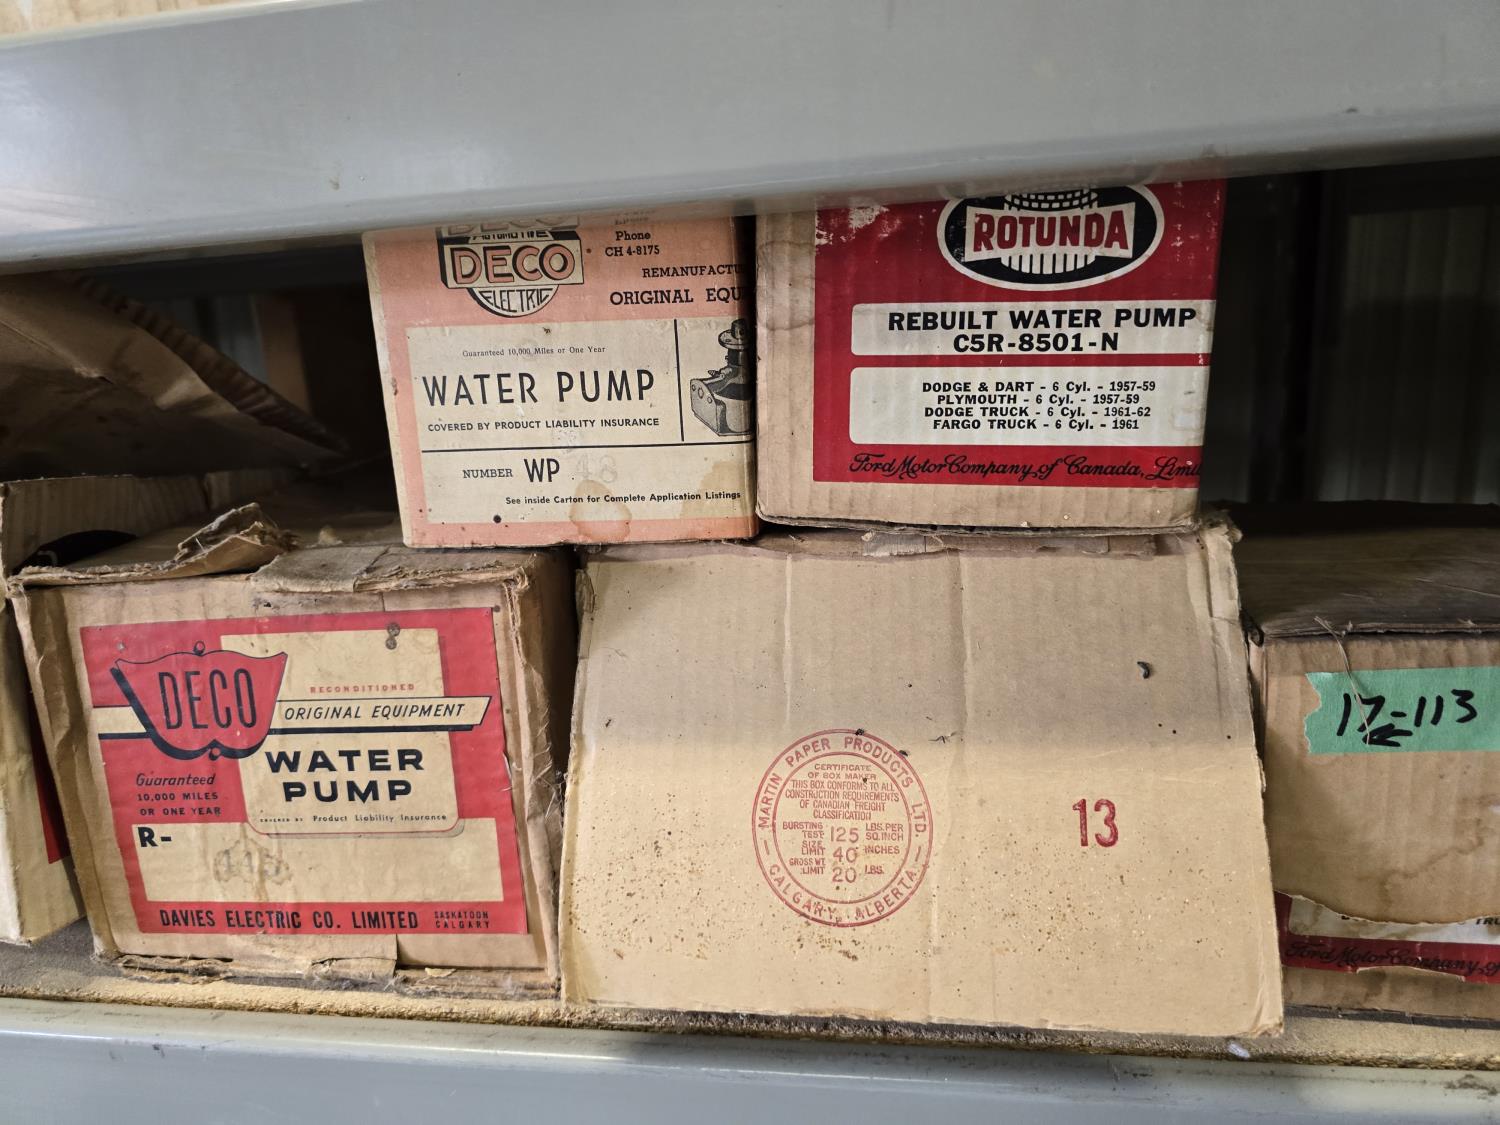 AUTOMOTIVE
DECO
ELECTRIC
Phone
CH 4-8175
ORIGINAL
Guaranteed 10,000 Miles or One Year
WATER PUMP
COVERED BY PRODUCT LIABILITY INSURANCE
NUMBER WP 48
See inside Carton for Complete Application Listings
ROTUNDA
REBUILT WATER PUMP
C5R-8501-N
DODGE & DART - 6 Cyl. - 1957-59
PLYMOUTH - 6 Cyl. - 1957-59
DODGE TRUCK - 6 Cyl. - 1961-62
FARGO TRUCK - 6 Cyl. - 1961
Ford Motor Company of Canada,
DECO
RECONDITIONED
ORIGINAL EQUIPMENT
WATER
PUMP
Guaranteed
10,000 MILES
OR ONE YEAR
COVERED BY Product Liability Insurance
R-
DAVIES ELECTRIC CO. LIMITED
SASKATOON
CALGARY
MARTIN PAPER PRODUCTS LTD.
CALGARY, ALBERTA
CERTIFICATE
OF BOX MAKER
THIS BOX CONFORMS TO ALL
CONSTRUCTION REQUIREMENTS
OF CANADIAN FREIGHT
CLASSIFICATION
BURSTING TEST 125 LBS. PER SQ. INCH
SIZE LIMIT 40 INCHES
GROSS WT. LIMIT 20 LBS.
13
17-113
Ford Motor Company of